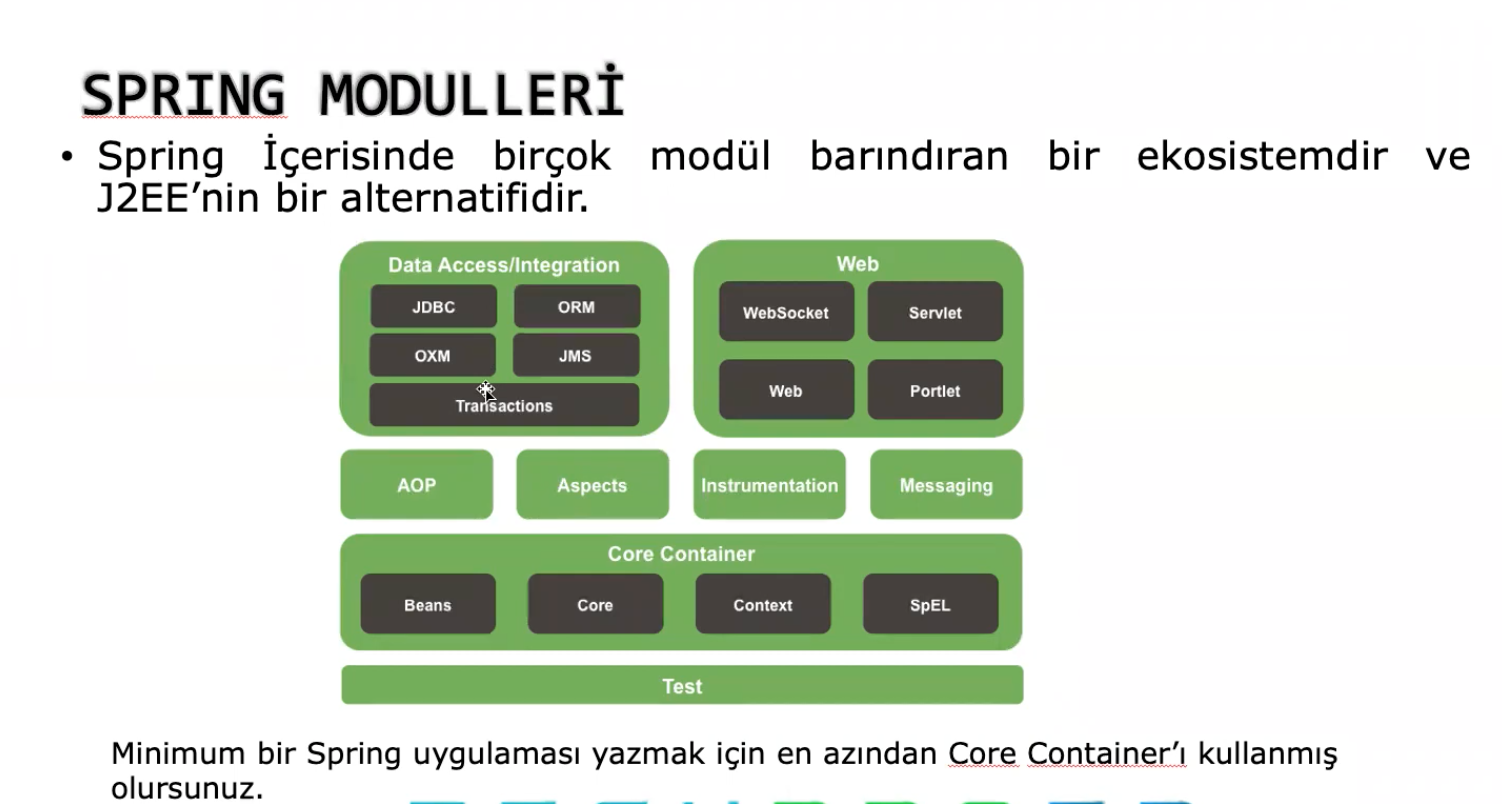 SPRING MODULLERİ
• Spring İçerisinde birçok modül barındıran bir ekosistemdir ve
J2EE’nin bir alternatifidir.
Data Access/Integration
JDBC ORM
OXM JMS
Transactions
Web
WebSocket Servlet
Web Portlet
AOP Aspects Instrumentation Messaging
Core Container
Beans Core Context SpEL
Test
Minimum bir Spring uygulaması yazmak için en azından Core Container’ı kullanmış
olursunuz.